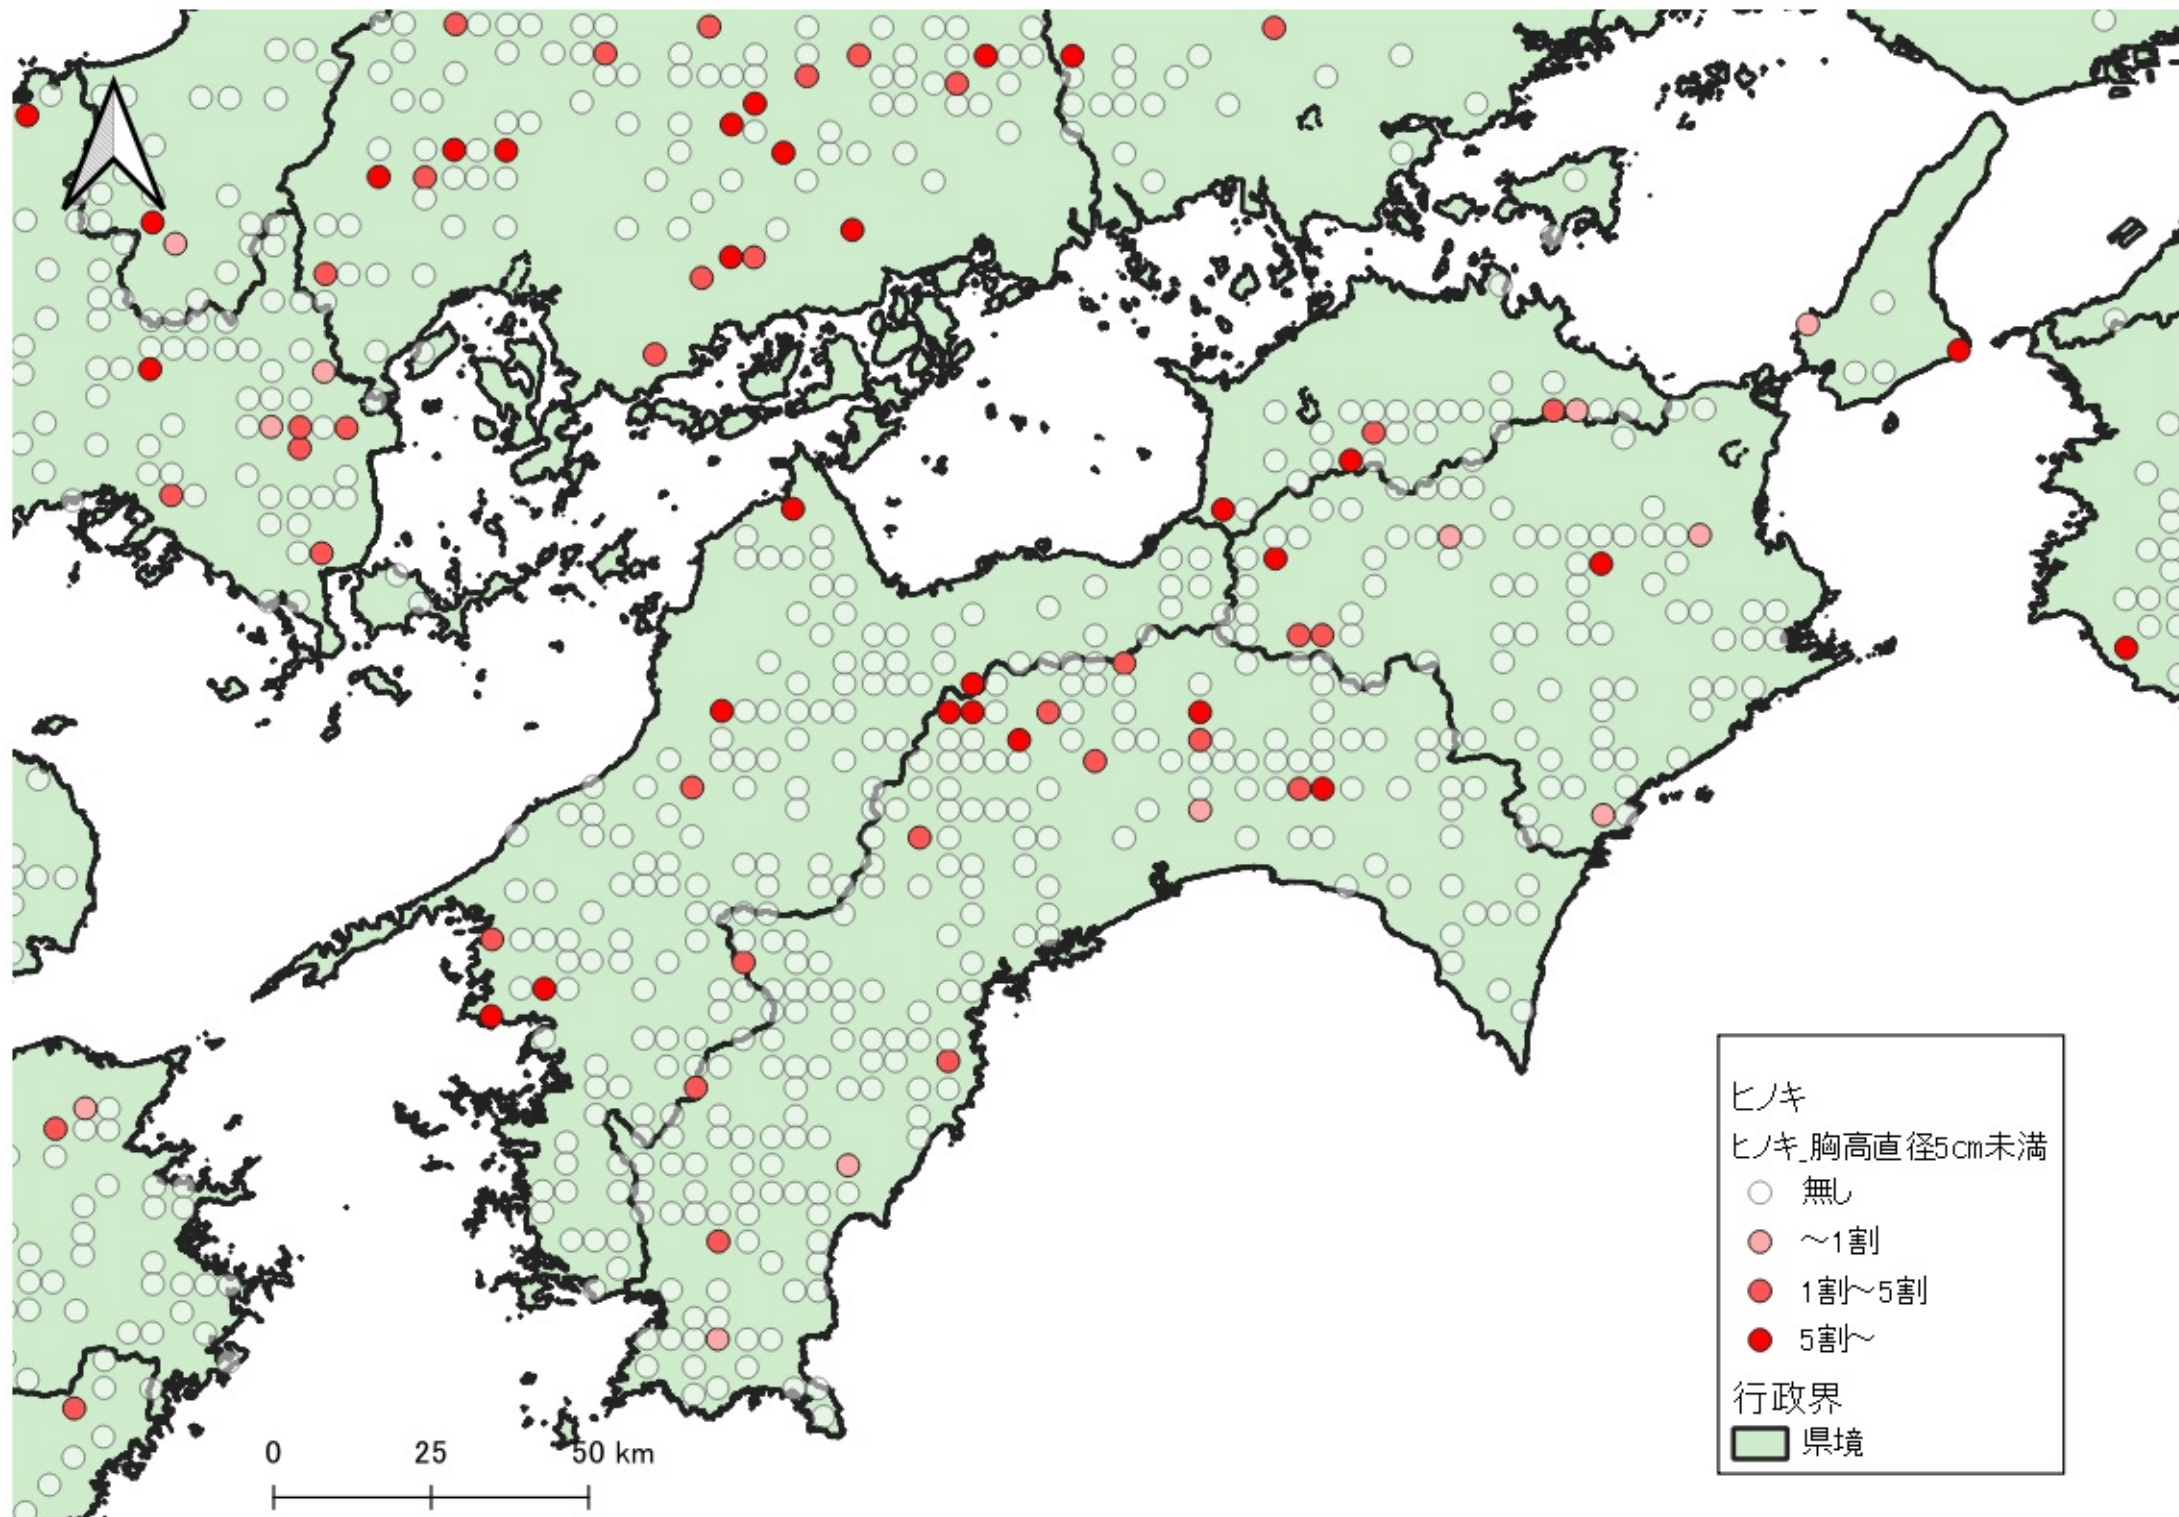 ヒノキ
ヒノキ_胸高直径5cm未満
無し
～1割
1割～5割
5割～
行政界
県境
0 25 50 km